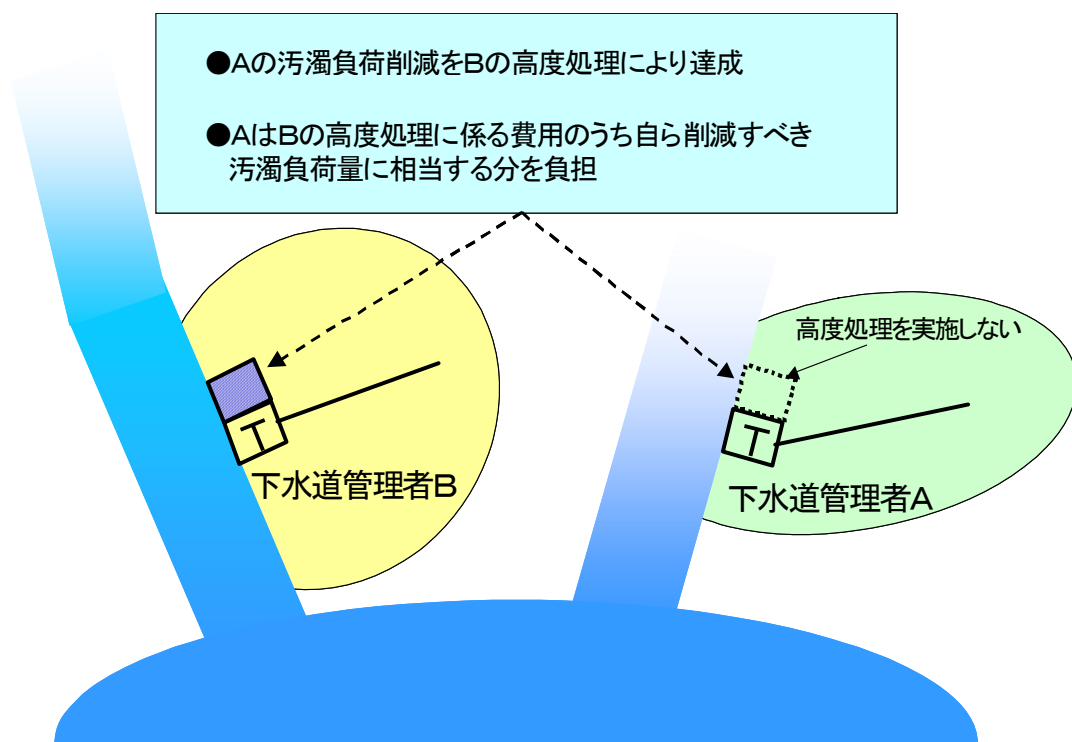 ●Aの汚濁負荷削減をBの高度処理により達成
●AはBの高度処理に係る費用のうち自ら削減すべき
汚濁負荷量に相当する分を負担
高度処理を実施しない
T
下水道管理者B
T
下水道管理者A